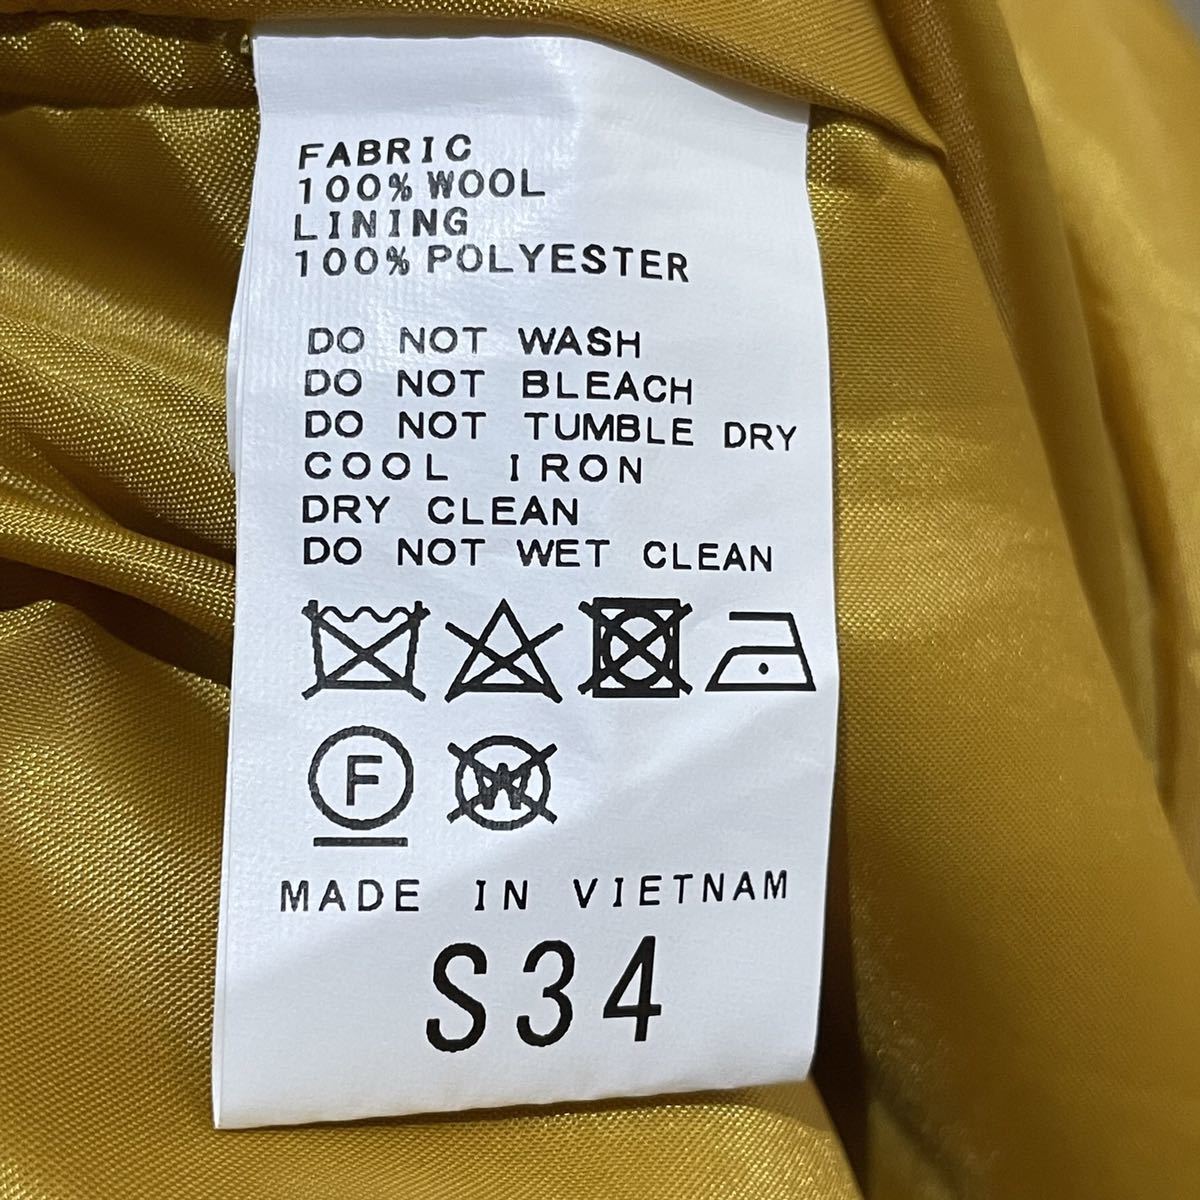 FABRIC
100% WOOL
LINING
100% POLYESTER
DO NOT WASH
DO NOT BLEACH
DO NOT TUMBLE DRY
COOL IRON
DRY CLEAN
DO NOT WET CLEAN
F W
MADE IN VIETNAM
S34